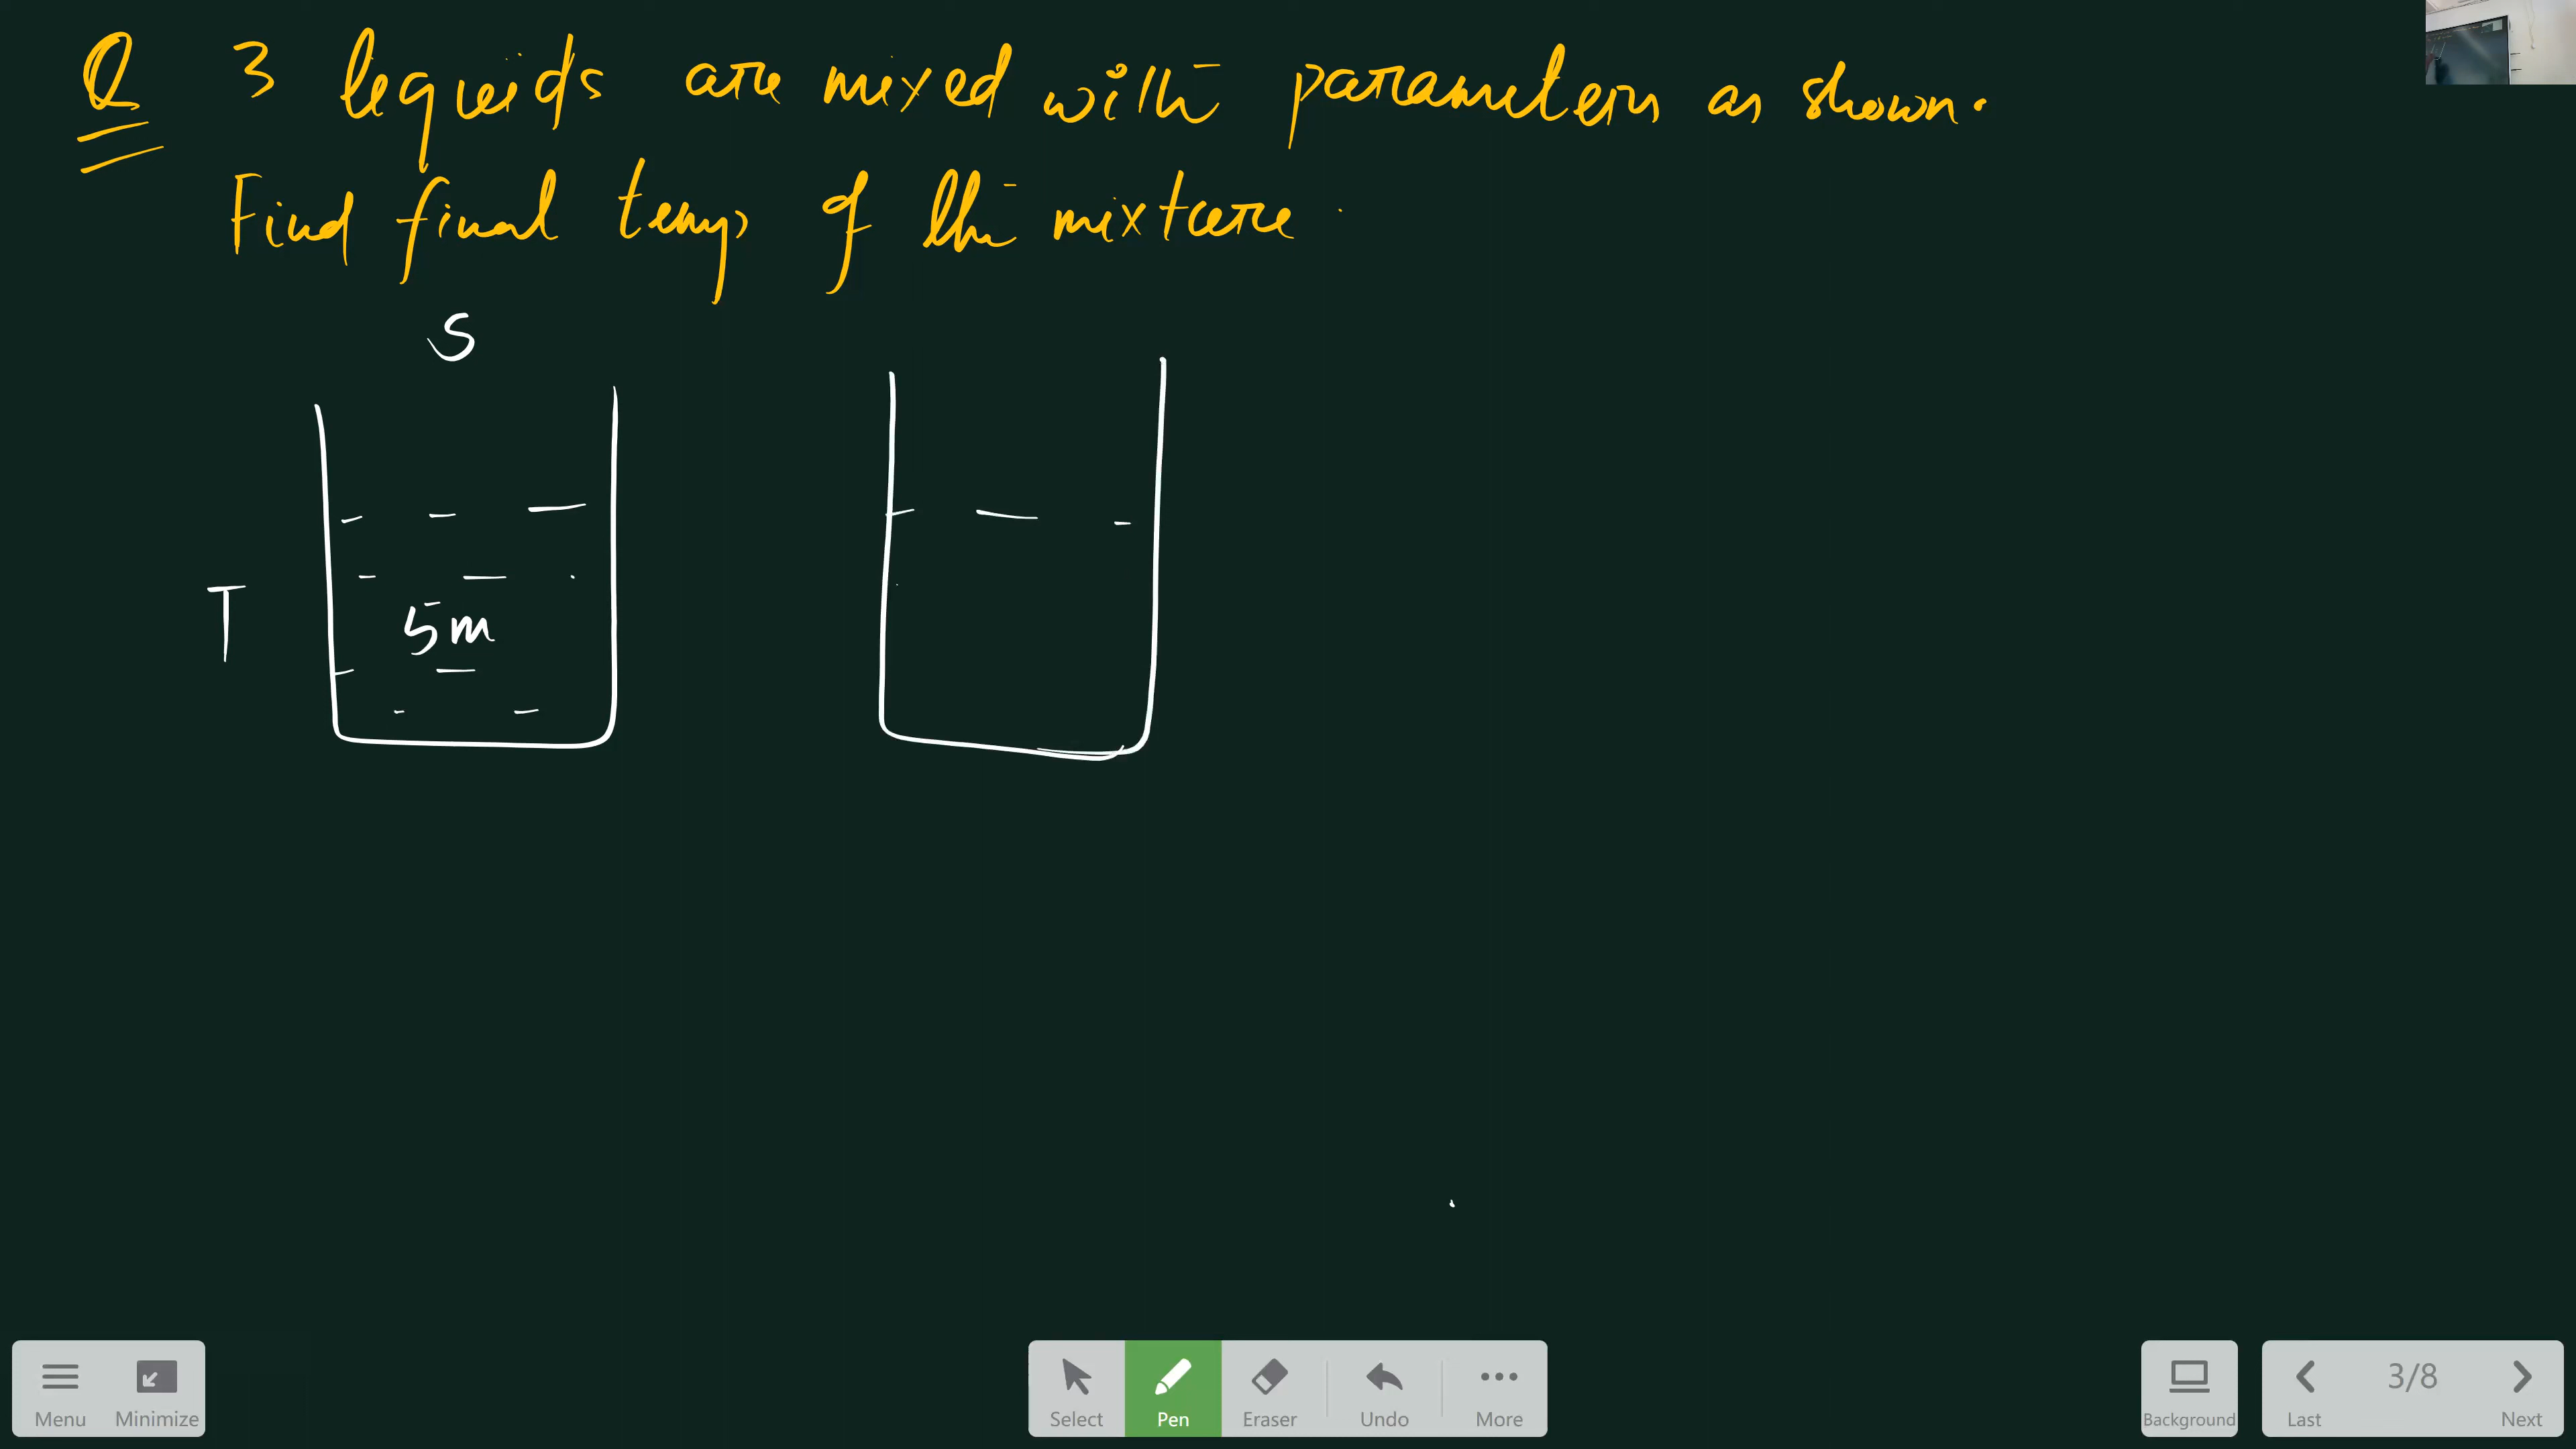 Q 3 liquids are mixed with parameters as shown.
Find final temp, of the mixture.
S
T
5m
Menu
Minimize
Select
Pen
Eraser
Undo
More
Background
Last
3/8
Next